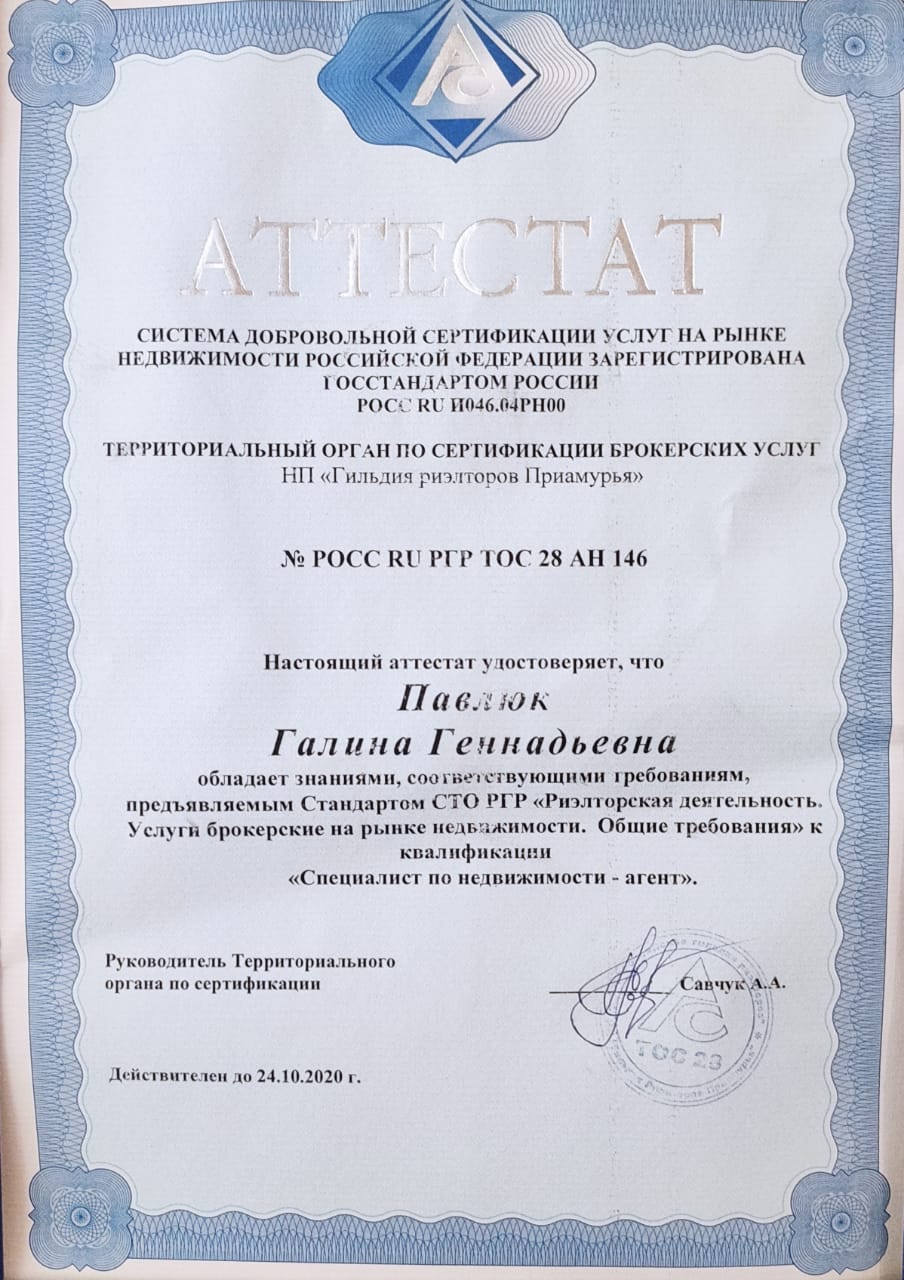 АС
АТТЕСТАТ
СИСТЕМА ДОБРОВОЛЬНОЙ СЕРТИФИКАЦИИ УСЛУГ НА РЫНКЕ
НЕДВИЖИМОСТИ РОССИЙСКОЙ ФЕДЕРАЦИИ ЗАРЕГИСТРИРОВАНА
ГОССТАНДАРТОМ РОССИИ
РОСС RU И046.04РН00
ТЕРРИТОРИАЛЬНЫЙ ОРГАН ПО СЕРТИФИКАЦИИ БРОКЕРСКИХ УСЛУГ
НП «Гильдия риэлторов Приамурья»
№ РОСС RU РГР ТОС 28 АН 146
Настоящий аттестат удостоверяет, что
Павлюк
Галина Геннадьевна
обладает знаниями, соответствующими требованиям,
предъявляемым Стандартом СТО РГР «Риэлторская деятельность.
Услуги брокерские на рынке недвижимости. Общие требования» к
квалификации
«Специалист по недвижимости - агент».
Руководитель Территориального
органа по сертификации
Савчук А.А.
АС
ТОС 28
Действителен до 24.10.2020 г.